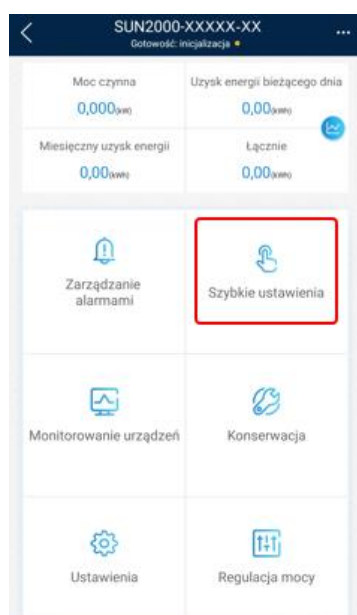 SUN2000-XXXXX-XX
Gotowość: inicjalizacja
Moc czynna
Uzysk energii bieżącego dnia
0,000(kW)
0,00(kWh)
Miesięczny uzysk energii
Łącznie
0,00(kWh)
0,00(kWh)
Zarządzanie
alarmami
Szybkie ustawienia
Monitorowanie urządzeń
Konserwacja
Ustawienia
Regulacja mocy